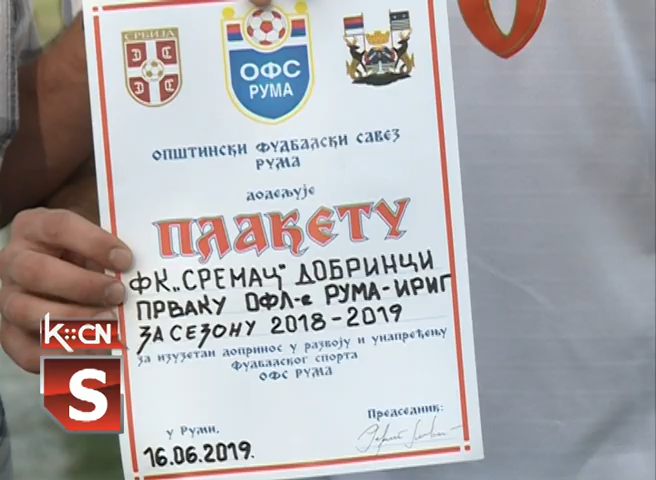 СРБИЈА
ОФС
РУМА
ОПШТИНСКИ ФУДБАЛСКИ САВЕЗ
РУМА
додељује
ПЛАКЕТУ
ФК„СРЕМАЦ" ДОБРИНЦИ
ПРВАКУ ОФЛ-е РУМА-ИРИГ
ЗА СЕЗОНУ 2018-2019
за изузетан допринос у развоју и унапређењу
фудбалског спорта
ОФС РУМА
Председник:
у Руми,
16.06.2019.
K::CN
S